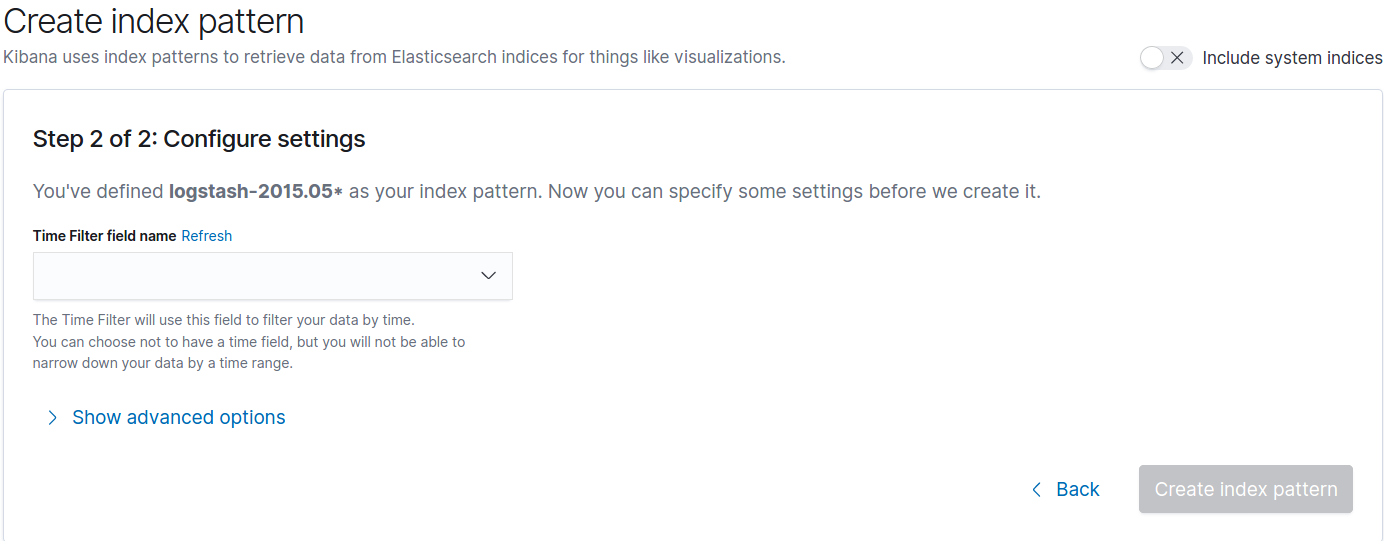 Create index pattern
Kibana uses index patterns to retrieve data from Elasticsearch indices for things like visualizations.
Include system indices
Step 2 of 2: Configure settings
You've defined logstash-2015.05* as your index pattern. Now you can specify some settings before we create it.
Time Filter field name Refresh
The Time Filter will use this field to filter your data by time.
You can choose not to have a time field, but you will not be able to
narrow down your data by a time range.
Show advanced options
Back
Create index pattern